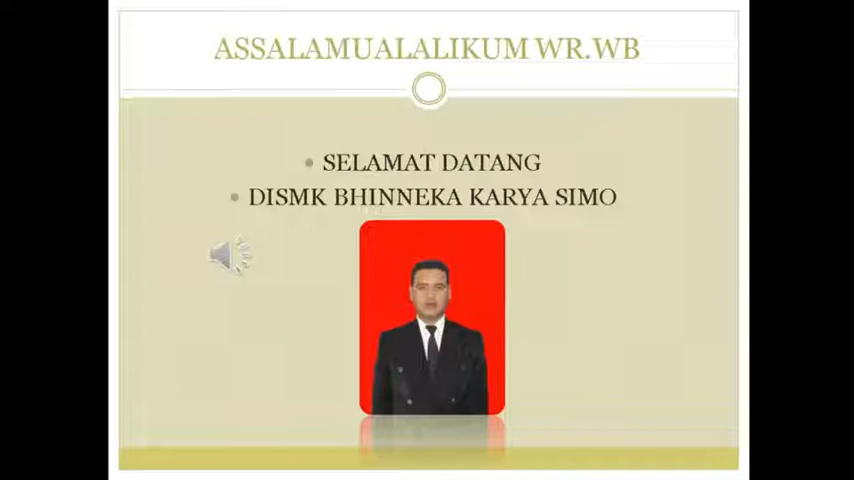 ASSALAMUALALIKUM WR.WB
SELAMAT DATANG
DISMK BHINNEKA KARYA SIMO